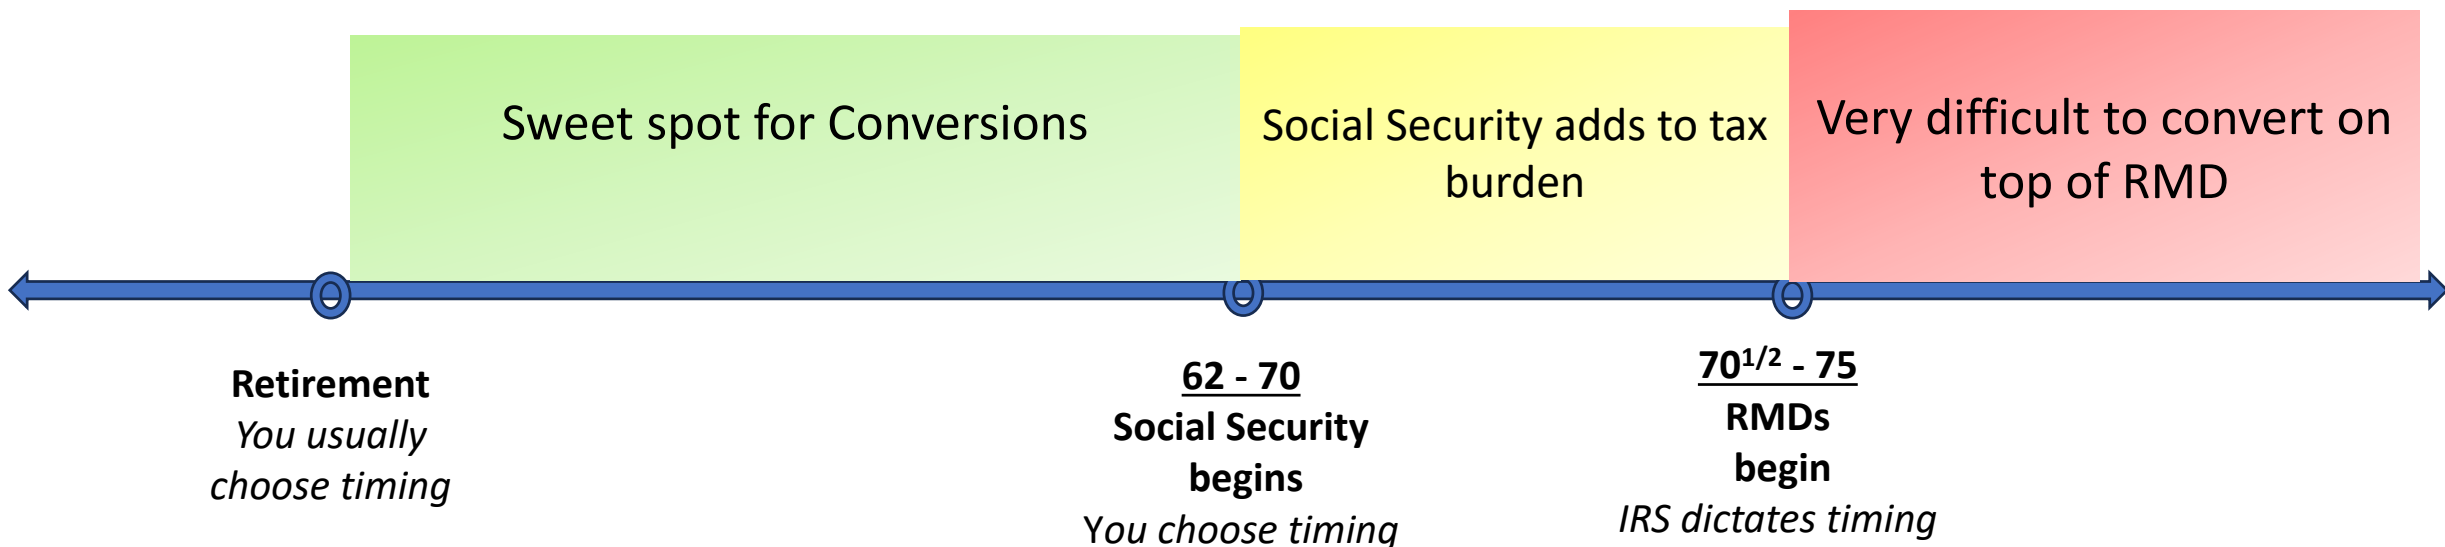 Sweet spot for Conversions
Social Security adds to tax
burden
Very difficult to convert on
top of RMD
Retirement
You usually
choose timing
62 - 70
Social Security
begins
You choose timing
70^1/2 - 75
RMDs
begin
IRS dictates timing